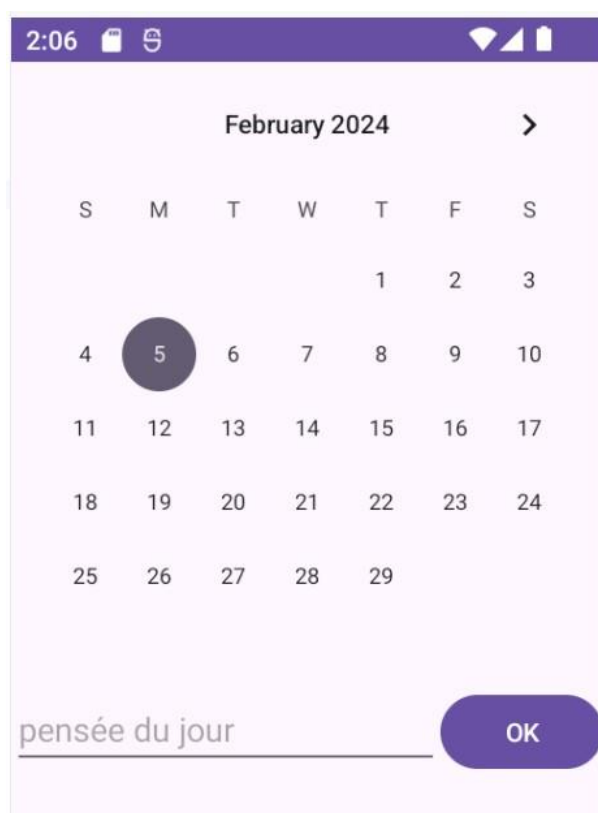 2:06
February 2024
S M T W T F S
1 2 3
4 5 6 7 8 9 10
11 12 13 14 15 16 17
18 19 20 21 22 23 24
25 26 27 28 29
pensée du jour OK